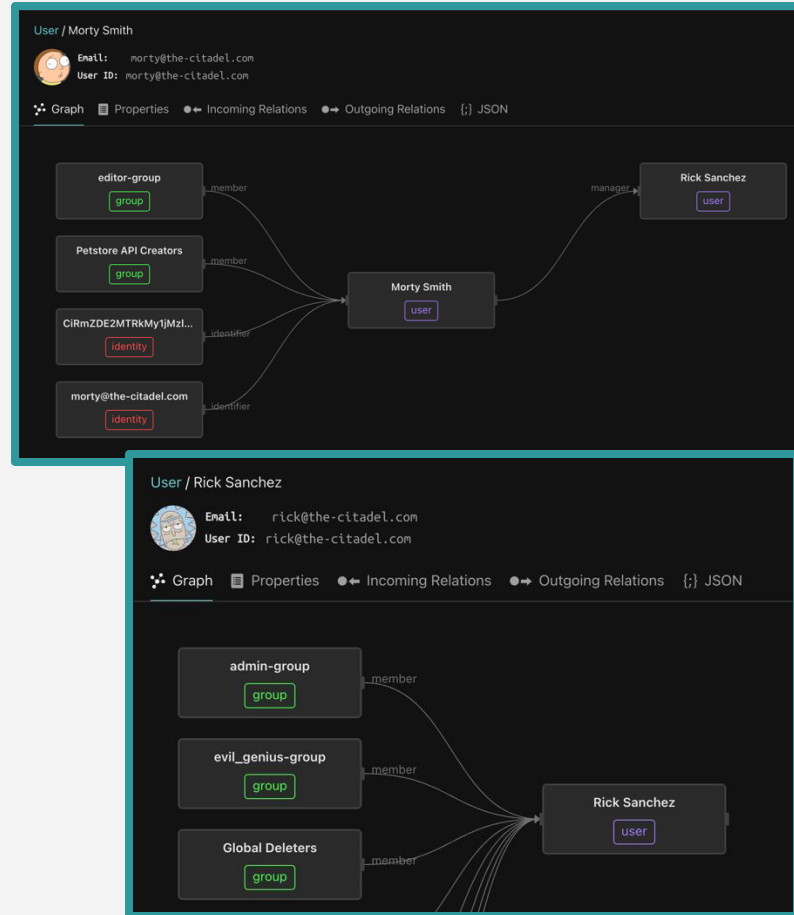 User / Morty Smith
Email: morty@the-citadel.com
User ID: morty@the-citadel.com
Graph Properties Incoming Relations Outgoing Relations {;} JSON
editor-group
group
member
Petstore API Creators
group
member
CiRmZDE2MTRkMy1jMzl...
identity
identifier
morty@the-citadel.com
identity
identifier
Morty Smith
user
manager
Rick Sanchez
user
User / Rick Sanchez
Email: rick@the-citadel.com
User ID: rick@the-citadel.com
Graph Properties Incoming Relations Outgoing Relations {;} JSON
admin-group
group
member
evil_genius-group
group
member
Global Deleters
group
member
Rick Sanchez
user